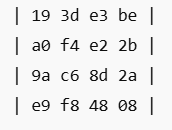 | 19 3d e3 be |
| a0 f4 e2 2b |
| 9a c6 8d 2a |
| e9 f8 48 08 |